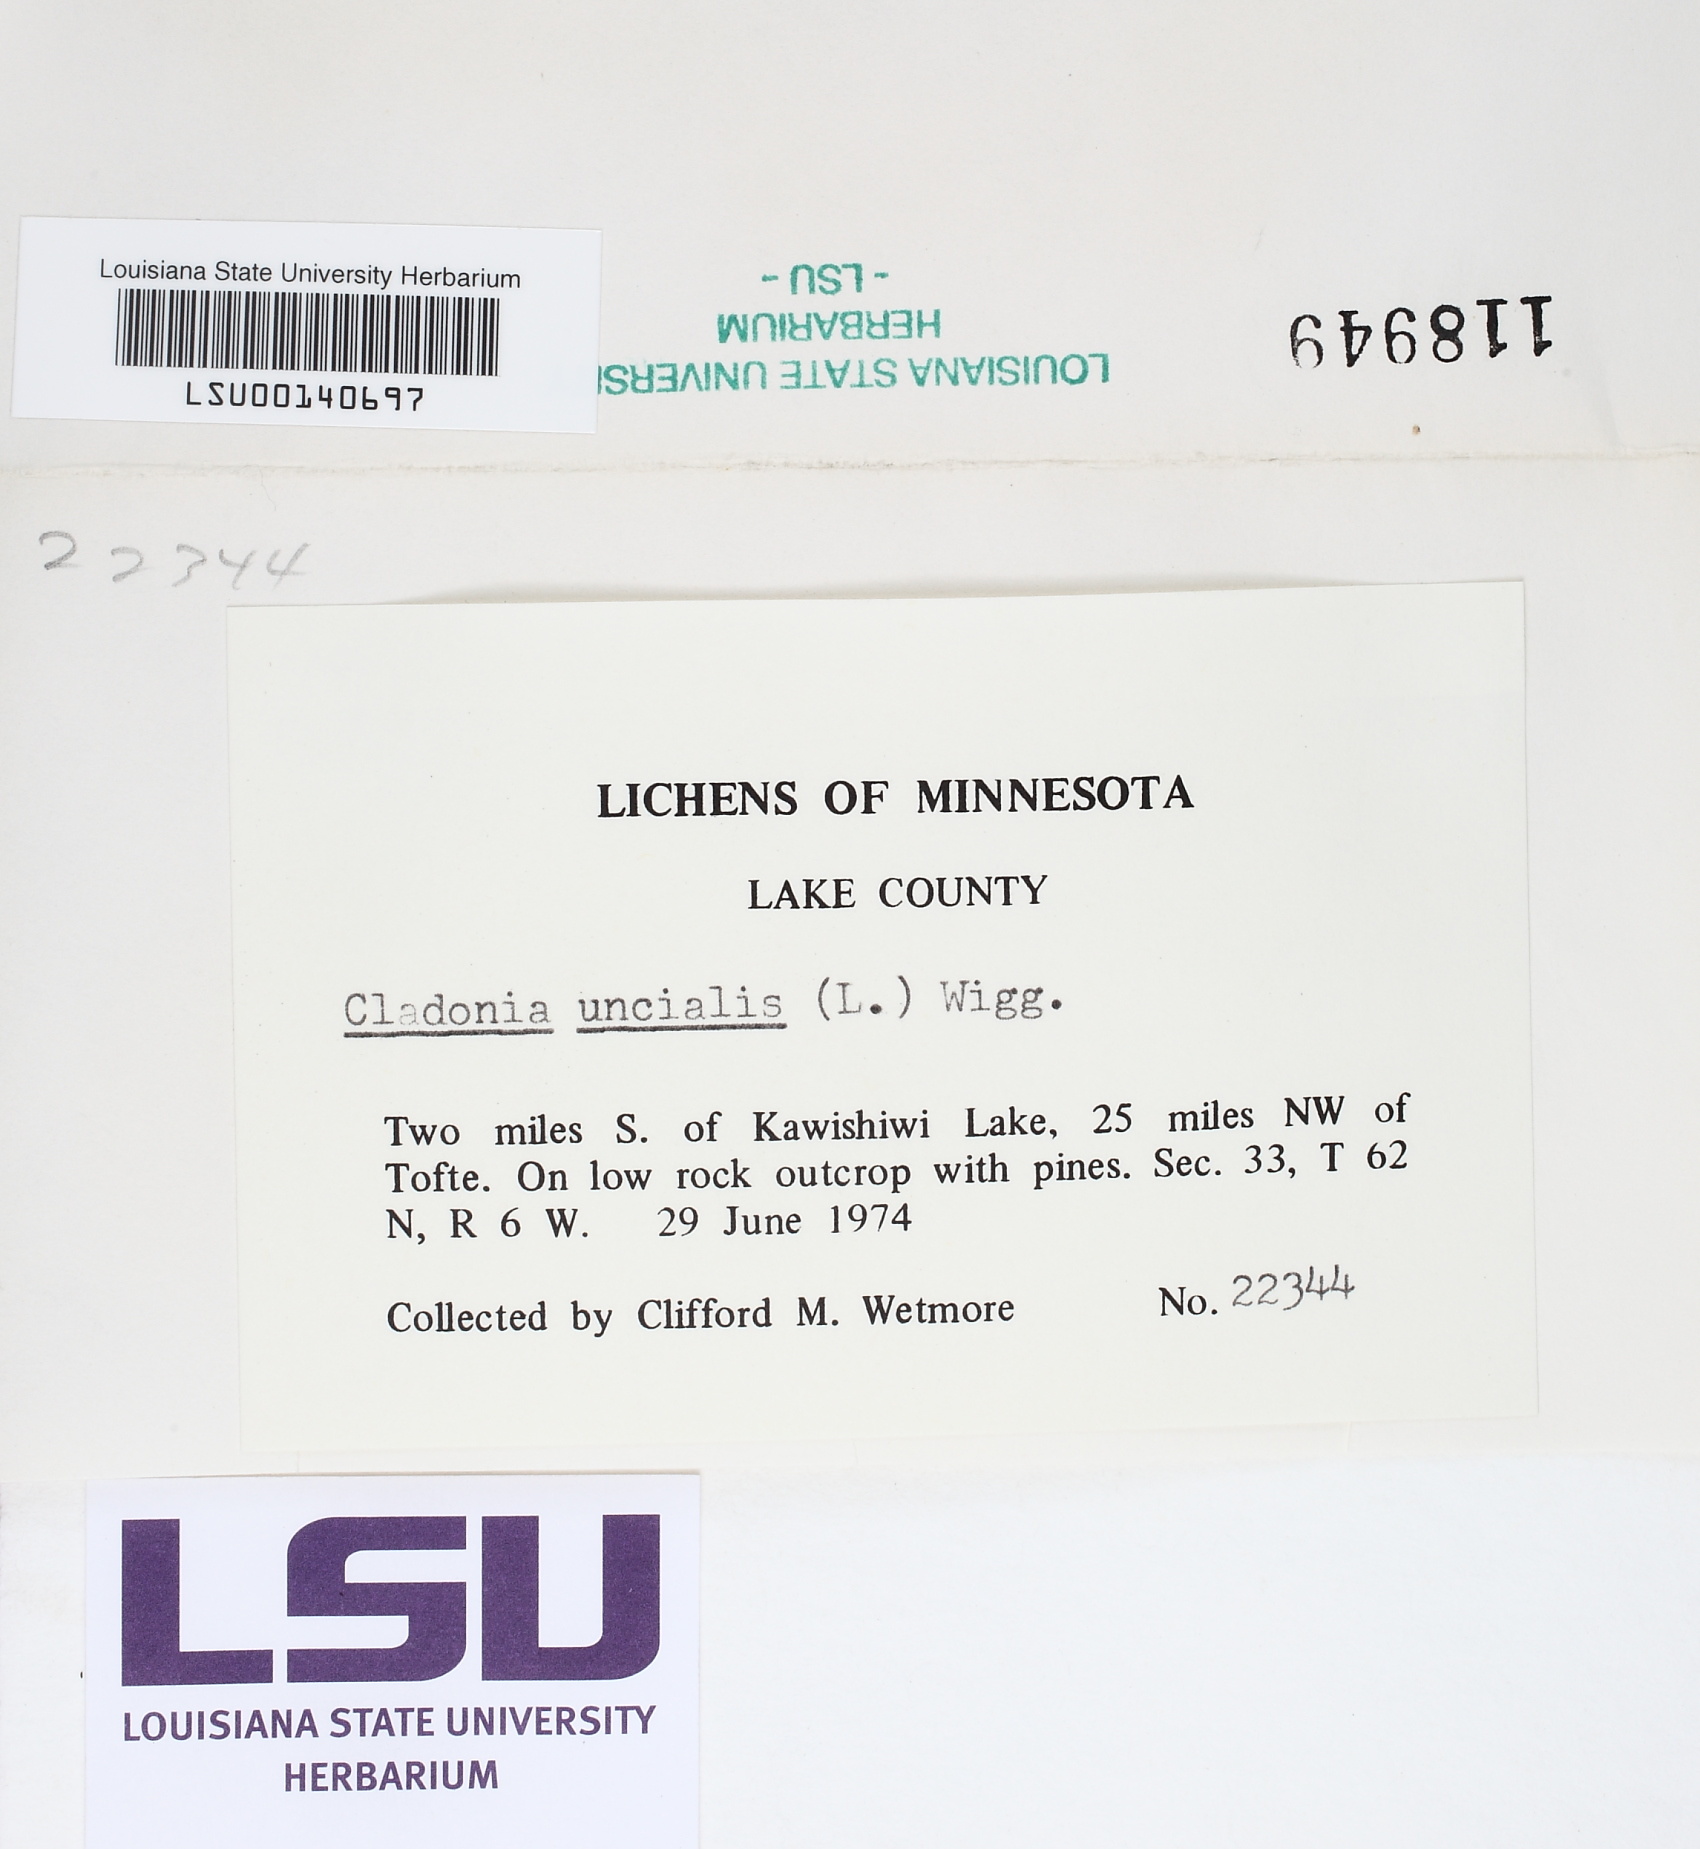 Louisiana State University Herbarium
LSU00140697
- LSU -
HERBARIUM
LOUISIANA STATE UNIVERS
118949
22344
LICHENS OF MINNESOTA
LAKE COUNTY
Cladonia uncialis (L.) Wigg.
Two miles S. of Kawishiwi Lake, 25 miles NW of
Tofte. On low rock outcrop with pines. Sec. 33, T 62
N, R 6 W. 29 June 1974
Collected by Clifford M. Wetmore No. 22344
LSU
LOUISIANA STATE UNIVERSITY
HERBARIUM